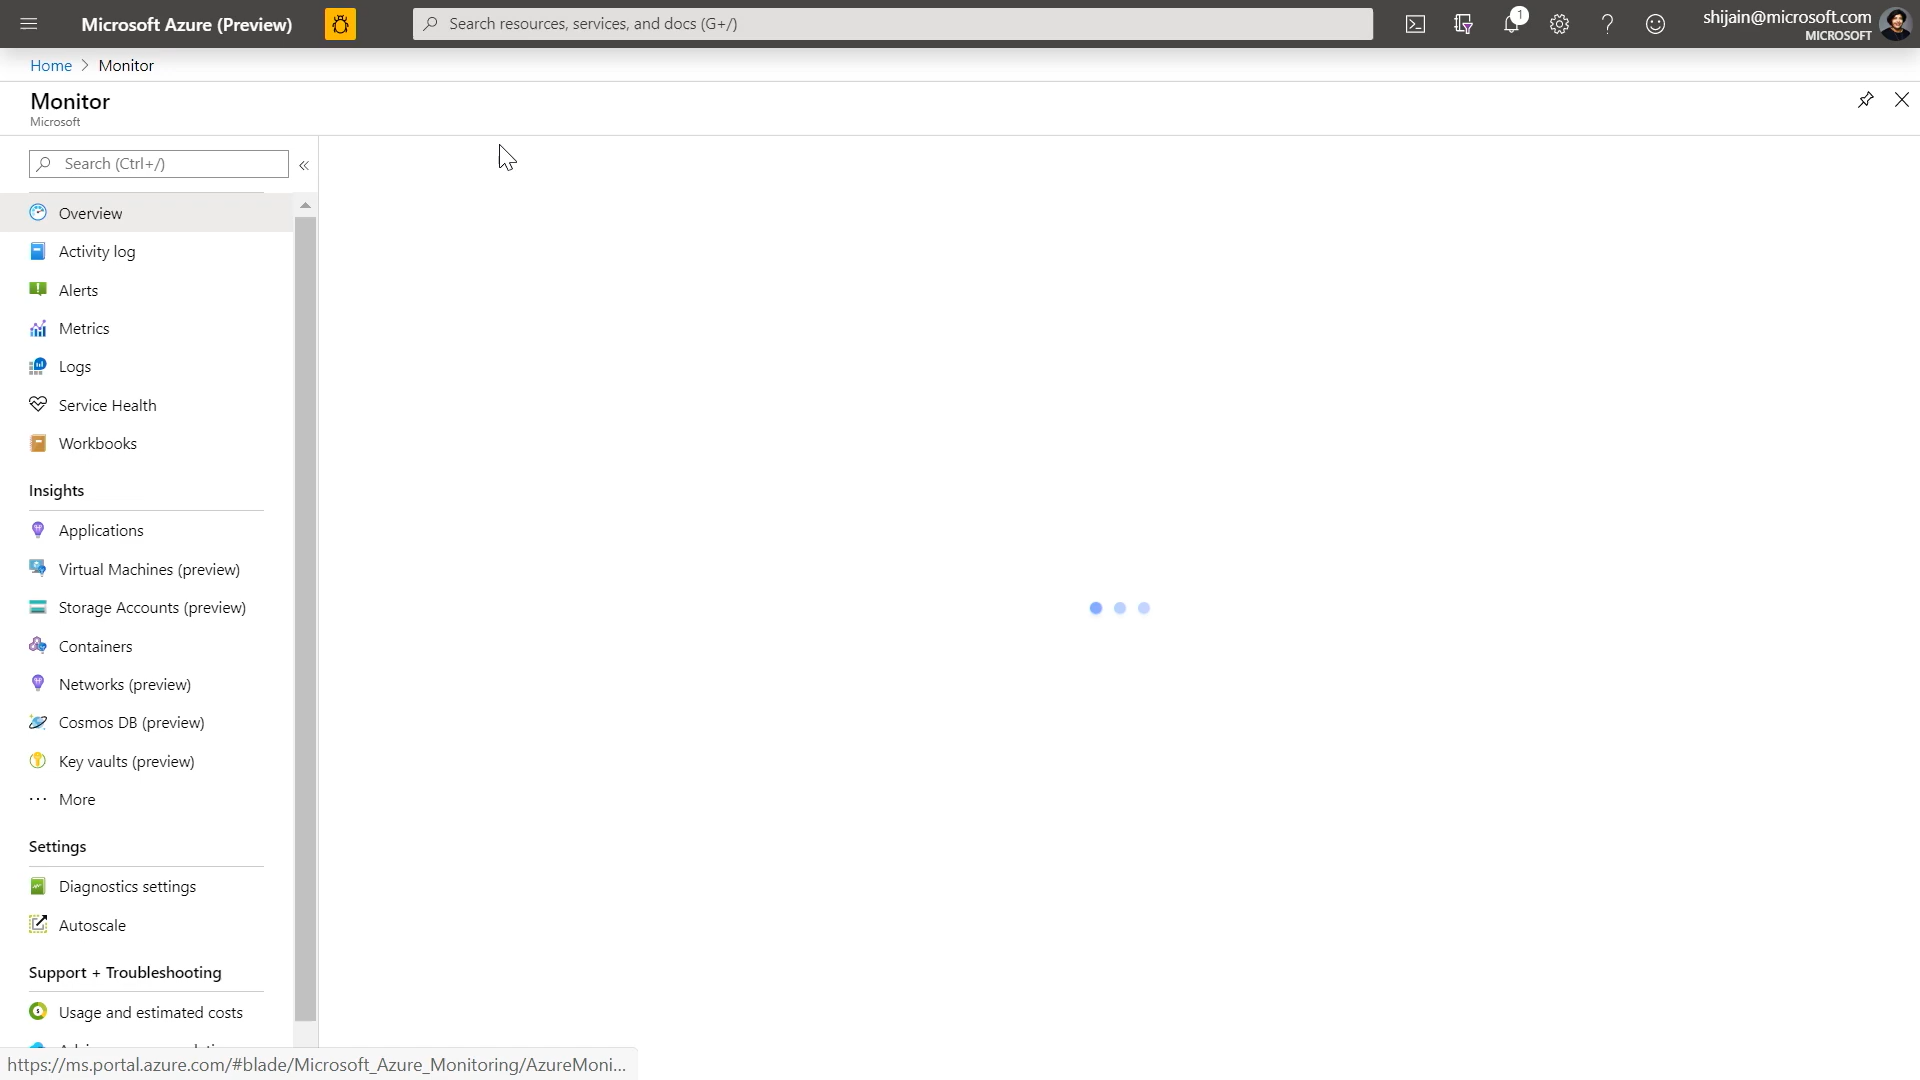 Microsoft Azure (Preview)
Search resources, services, and docs (G+/)
1
shijain@microsoft.com
MICROSOFT
Home > Monitor
Monitor
Microsoft
Search (Ctrl+/)
Overview
Activity log
Alerts
Metrics
Logs
Service Health
Workbooks
Insights
Applications
Virtual Machines (preview)
Storage Accounts (preview)
Containers
Networks (preview)
Cosmos DB (preview)
Key vaults (preview)
More
Settings
Diagnostics settings
Autoscale
Support + Troubleshooting
Usage and estimated costs
https://ms.portal.azure.com/#blade/Microsoft_Azure_Monitoring/AzureMoni...